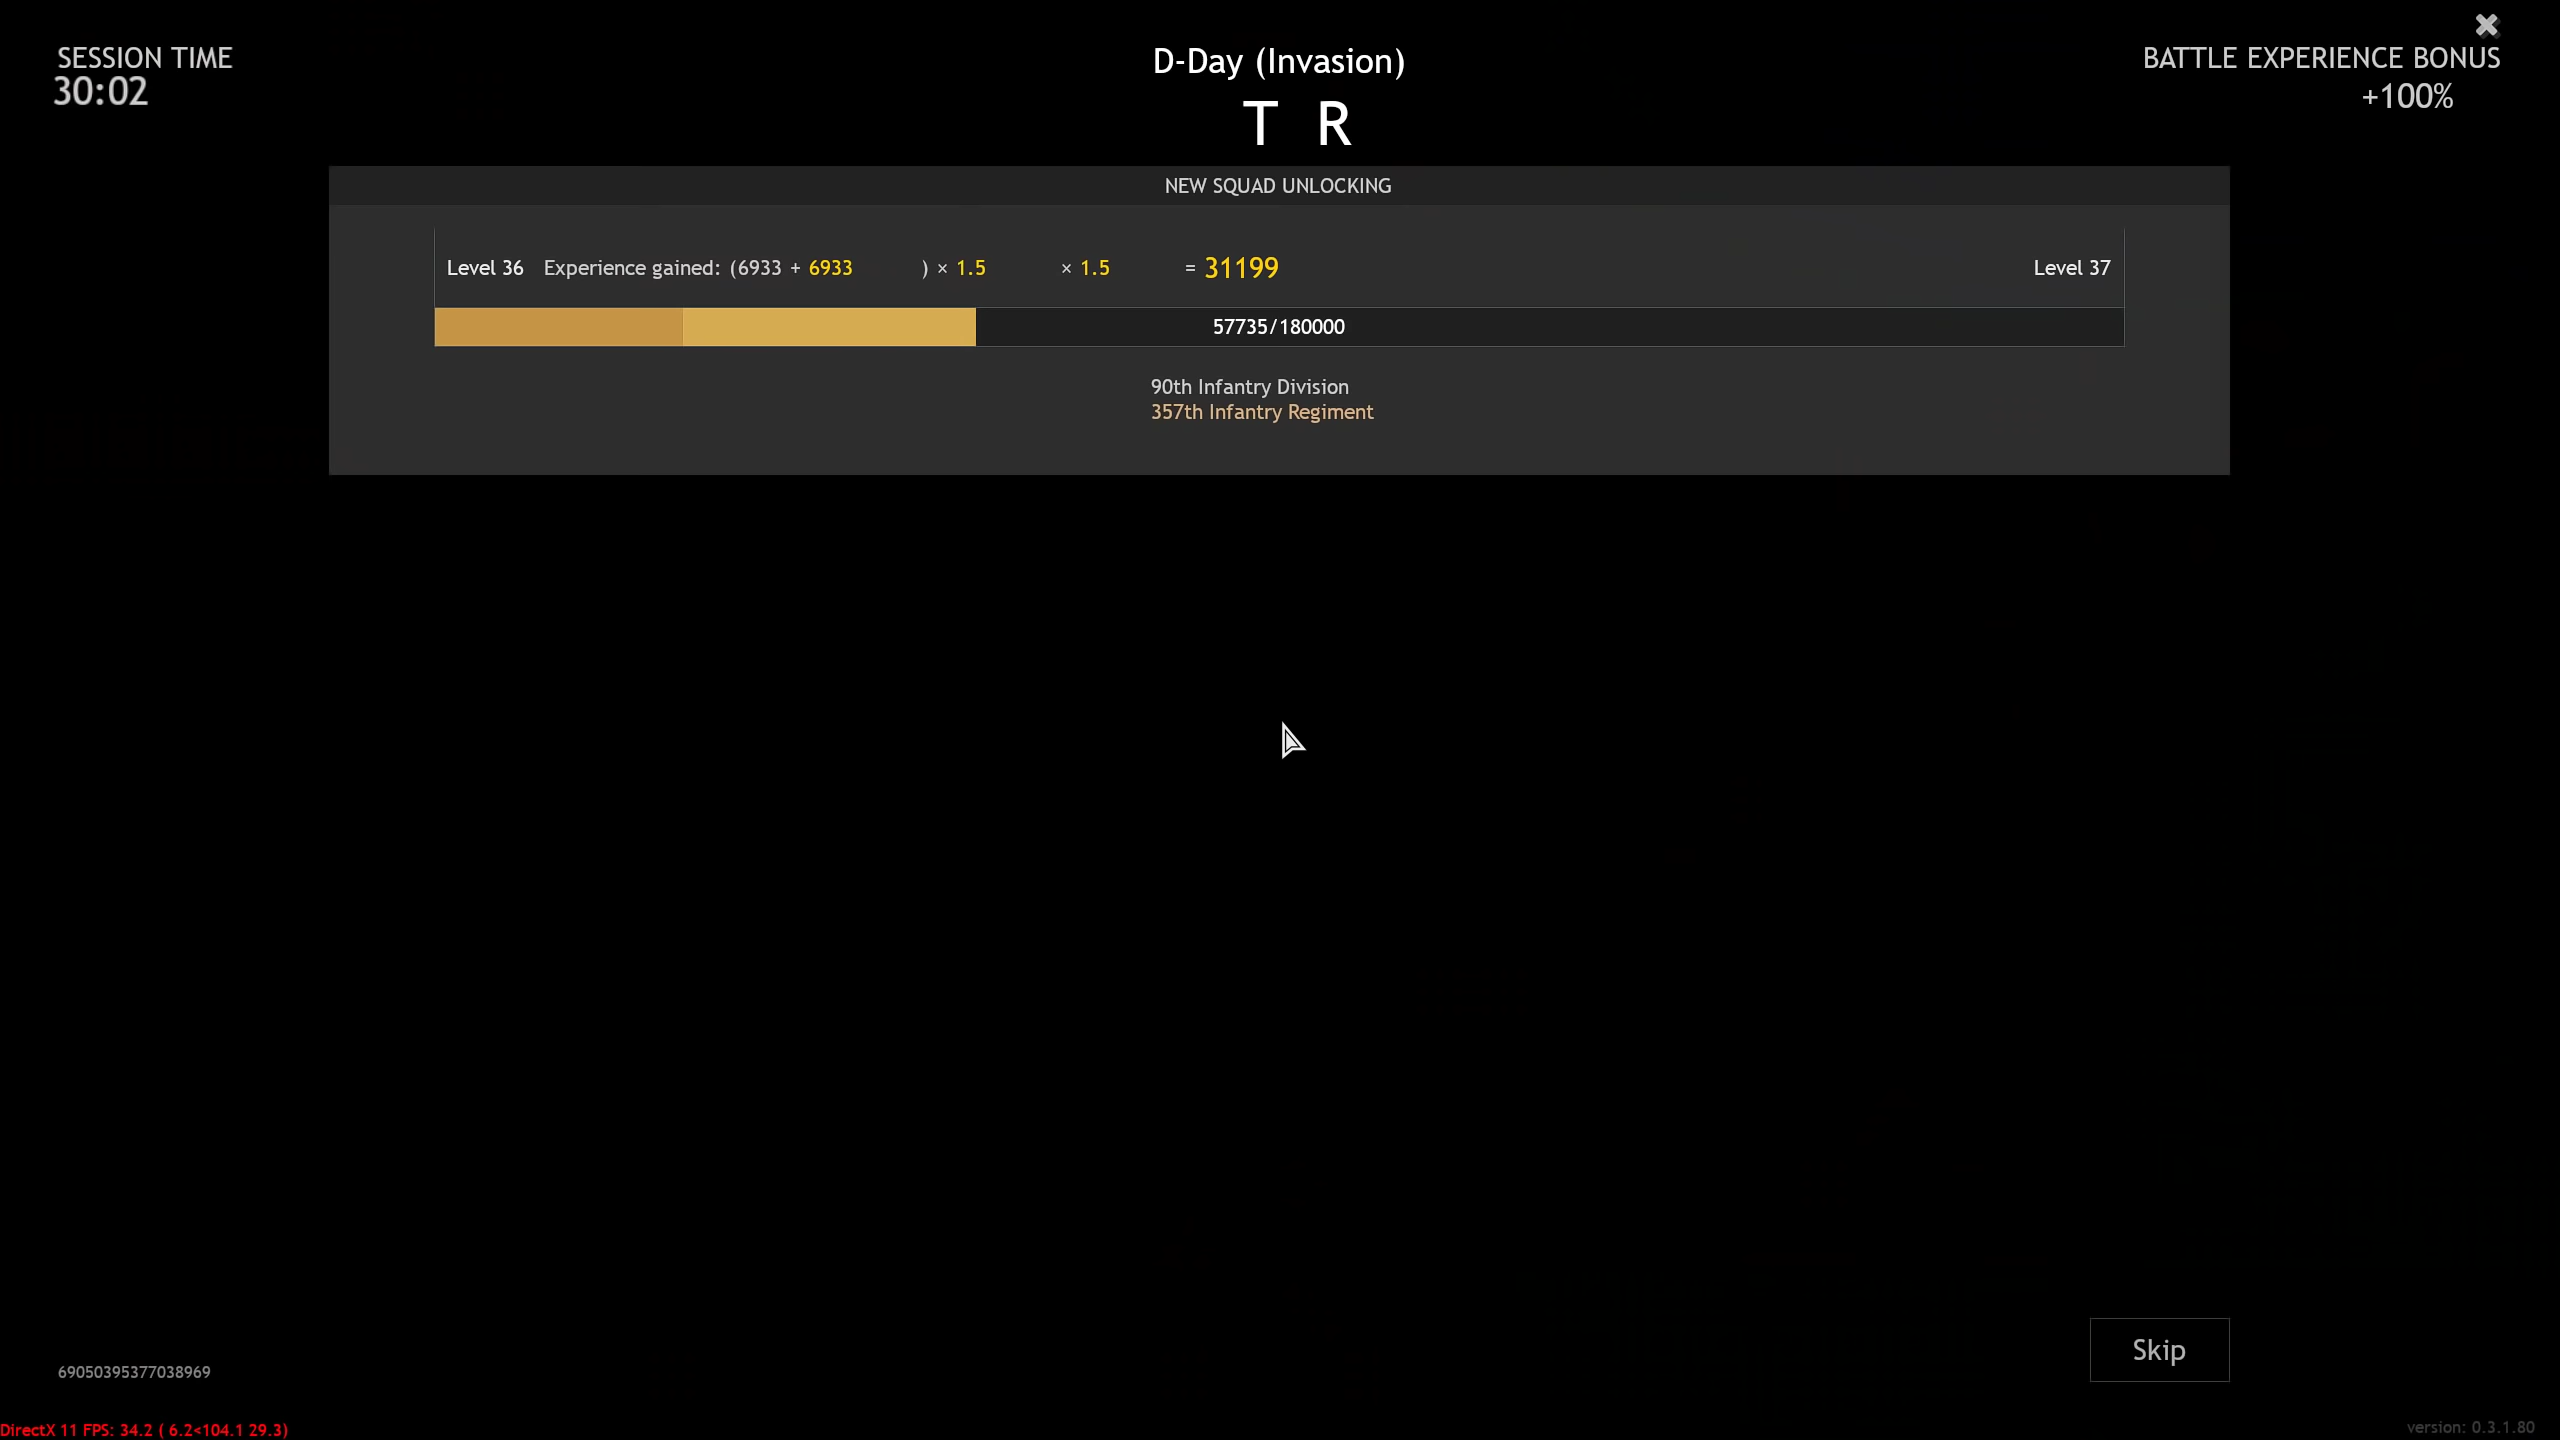 SESSION TIME
30:02
D-Day (Invasion)
T R
BATTLE EXPERIENCE BONUS
+100%
NEW SQUAD UNLOCKING
Level 36 Experience gained: (6933 + 6933 ) × 1.5 × 1.5 = 31199 Level 37
57735/180000
90th Infantry Division
357th Infantry Regiment
Skip
69050395377038969
DirectX 11 FPS: 34.2 ( 6.2<104.1 29.3)
version: 0.3.1.80